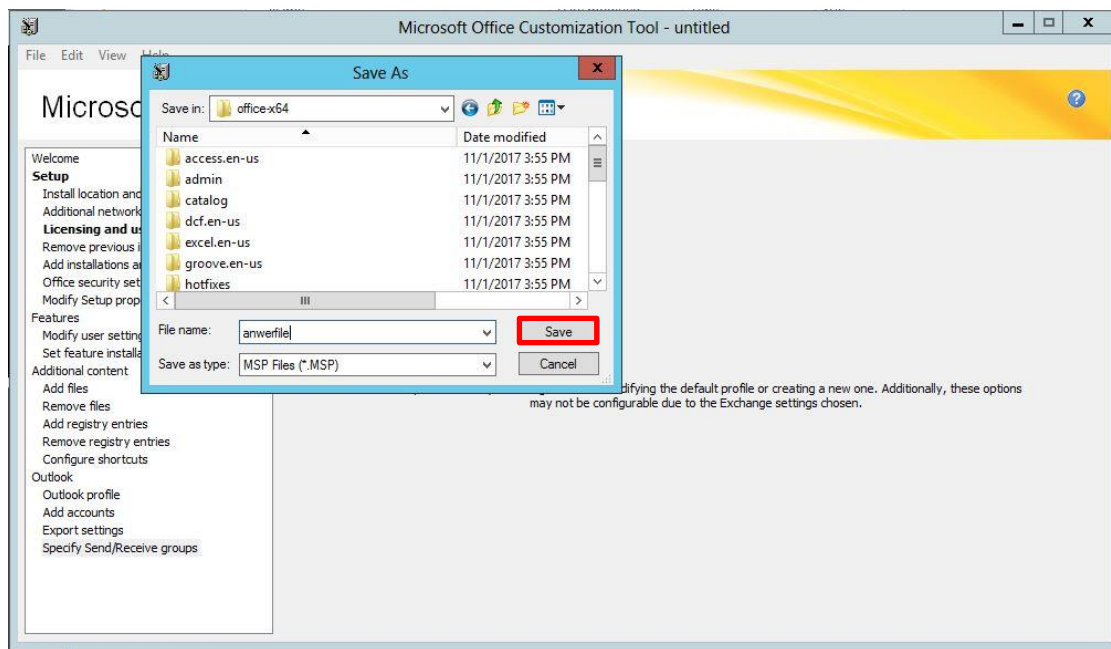 Microsoft Office Customization Tool - untitled
File Edit View Help
Save As
Save in: office-x64
Name Date modified
access.en-us 11/1/2017 3:55 PM
admin 11/1/2017 3:55 PM
catalog 11/1/2017 3:55 PM
dcf.en-us 11/1/2017 3:55 PM
excel.en-us 11/1/2017 3:55 PM
groove.en-us 11/1/2017 3:55 PM
hotfixes 11/1/2017 3:55 PM
File name: anwerfile Save
Save as type: MSP Files (*.MSP) Cancel
Welcome
Setup
Install location and
Additional network
Licensing and
Remove previous
Add installations
Office security
Modify Setup
Features
Modify user
Set feature
Additional content
Add files
Remove files
Add registry entries
Remove registry entries
Configure shortcuts
Outlook
Outlook profile
Add accounts
Export settings
Specify Send/Receive groups
the default profile or creating a new one. Additionally, these options
may not be configurable due to the Exchange settings chosen.